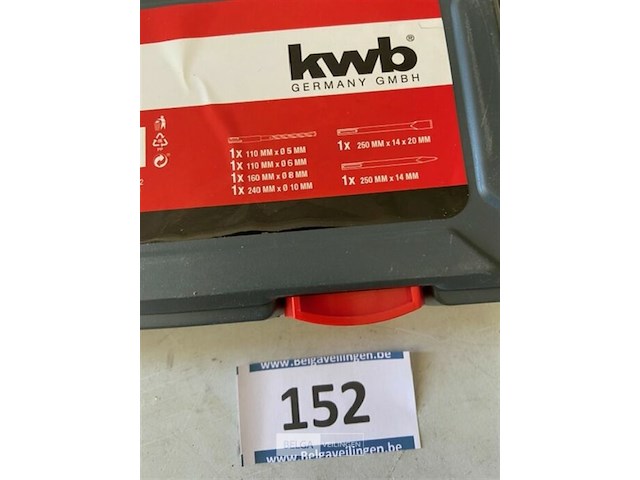 kwb®
GERMANY GMBH
1x 110 MM x Ø 5 MM
1x 110 MM x Ø 6 MM
1x 160 MM x Ø 8 MM
1x 240 MM x Ø 10 MM
1x 250 MM x 14 x 20 MM
1x 250 MM x 14 MM
2
www.Belgaveilingen.be
152
BELGA VEILINGEN
www.Belgaveilingen.be